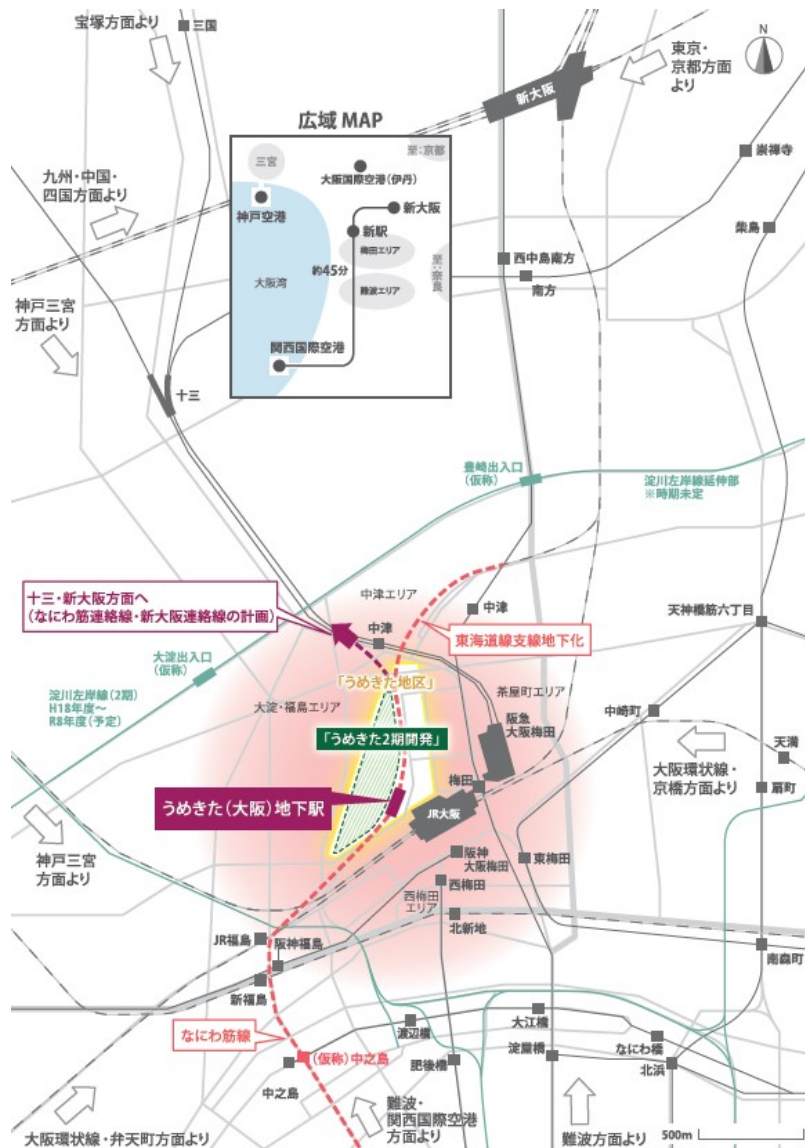 宝塚方面より
三国
東京・
京都方面
より
N
新大阪
広域 MAP
三宮
至:京都
大阪国際空港(伊丹)
神戸空港
新大阪
新駅
梅田エリア
約45分
大阪湾
難波エリア
至:奈良
関西国際空港
崇禅寺
柴島
九州・中国・
四国方面より
西中島南方
南方
神戸三宮
方面より
十三
豊崎出入口
(仮称)
淀川左岸線延伸部
※時期未定
十三・新大阪方面へ
(なにわ筋連絡線・新大阪連絡線の計画)
中津エリア
中津
中津
東海道線支線地下化
天神橋筋六丁目
大淀出入口
(仮称)
淀川左岸線(2期)
H18年度~
R8年度(予定)
「うめきた地区」
大淀・福島エリア
茶屋町エリア
中崎町
「うめきた2期開発」
阪急
大阪梅田
天満
大阪環状線・
京橋方面より
扇町
梅田
うめきた(大阪)地下駅
JR大阪
神戸三宮
方面より
阪神
大阪梅田
東梅田
西梅田
西梅田
エリア
北新地
JR福島
阪神福島
南森町
新福島
なにわ筋線
渡辺橋
大江橋
なにわ橋
(仮称)中之島
中之島
肥後橋
淀屋橋
北浜
大阪環状線・弁天町方面より
難波・
関西国際空港
方面より
難波方面より
500m